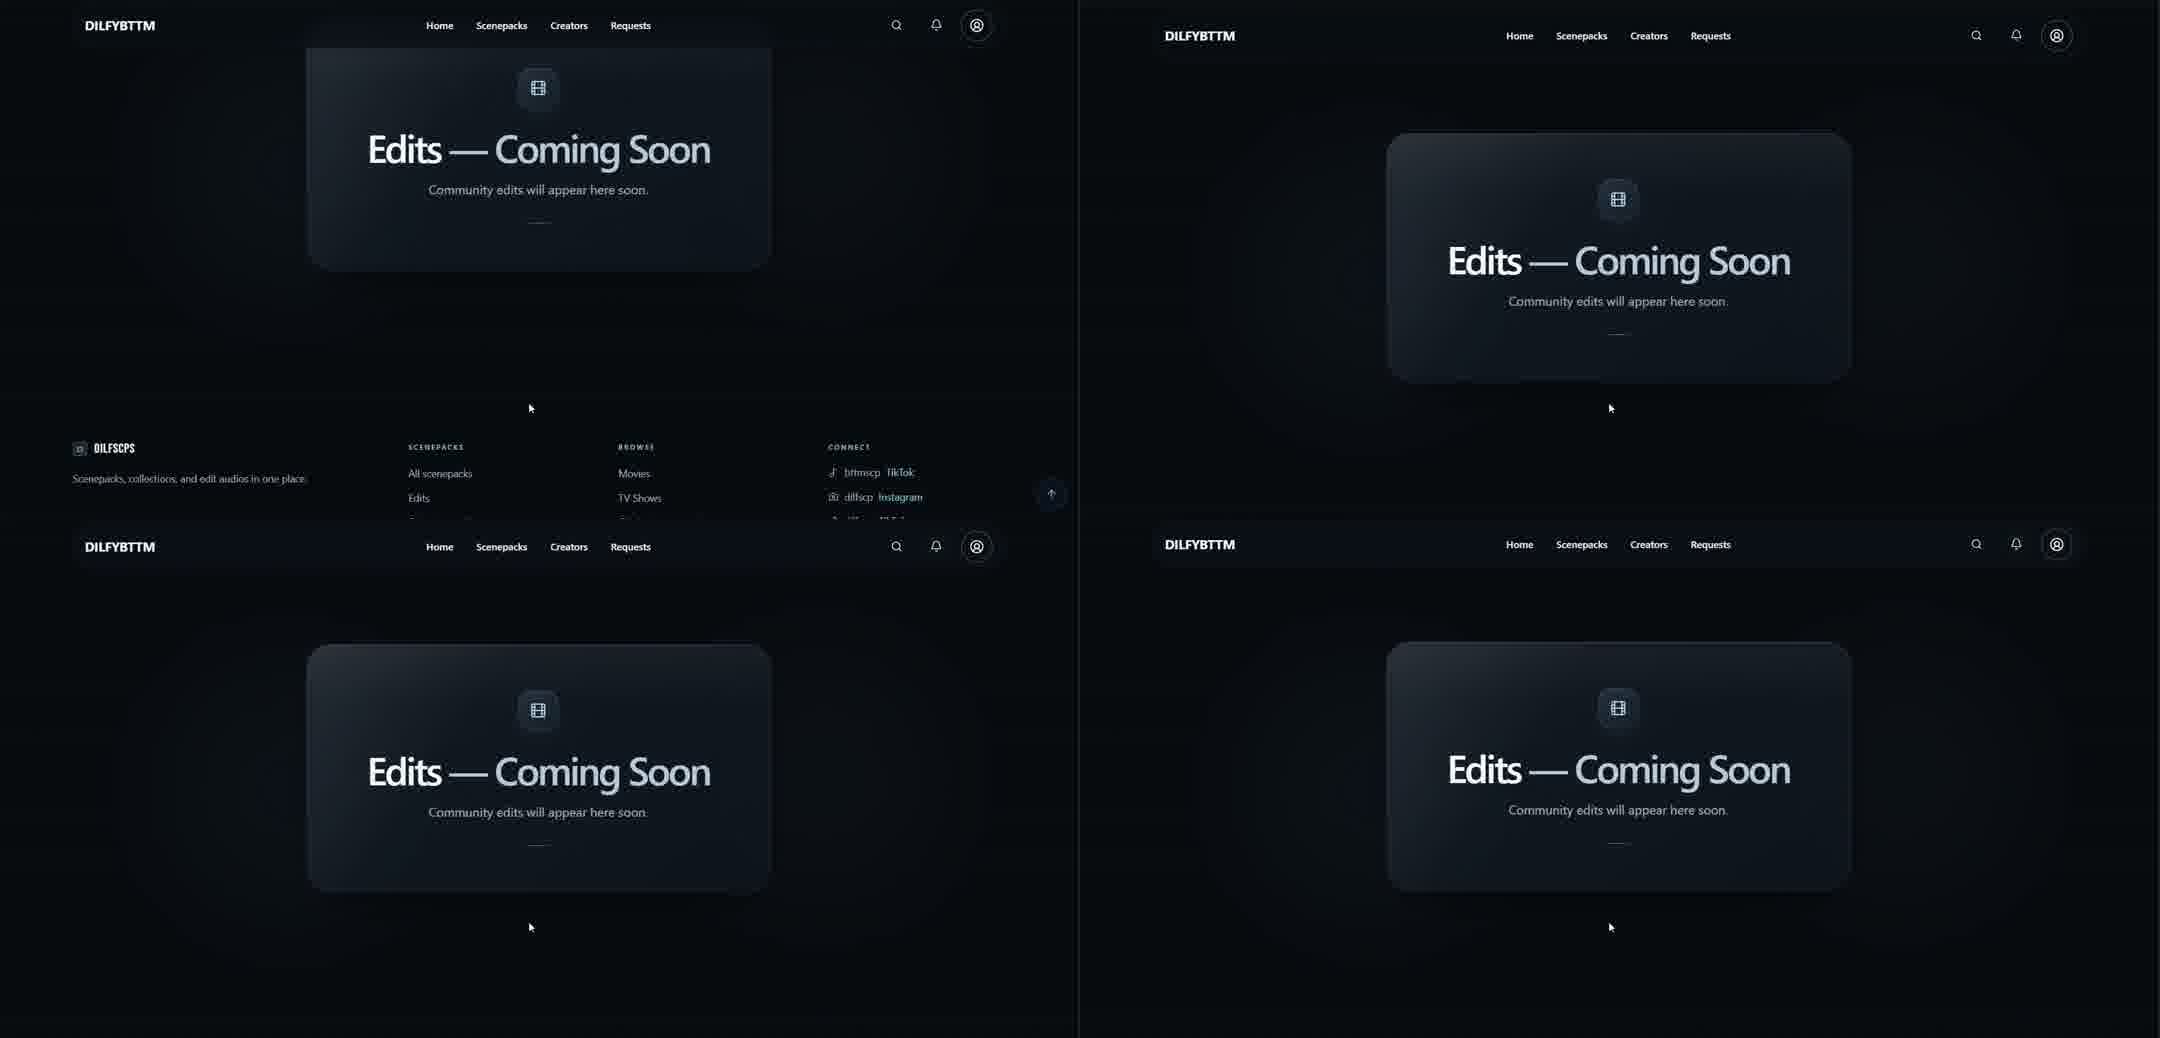 DILFYBTTM Home Scenepacks Creators Requests
Edits — Coming Soon
Community edits will appear here soon.
DILFSCPS
Scenepacks, collections, and edit audios in one place.
SCENEPACKS
All scenepacks
Edits
BROWSE
Movies
TV Shows
CONNECT
bttmscp TikTok
dilfscp Instagram
DILFYBTTM Home Scenepacks Creators Requests
Edits — Coming Soon
Community edits will appear here soon.
DILFYBTTM Home Scenepacks Creators Requests
Edits — Coming Soon
Community edits will appear here soon.
DILFYBTTM Home Scenepacks Creators Requests
Edits — Coming Soon
Community edits will appear here soon.